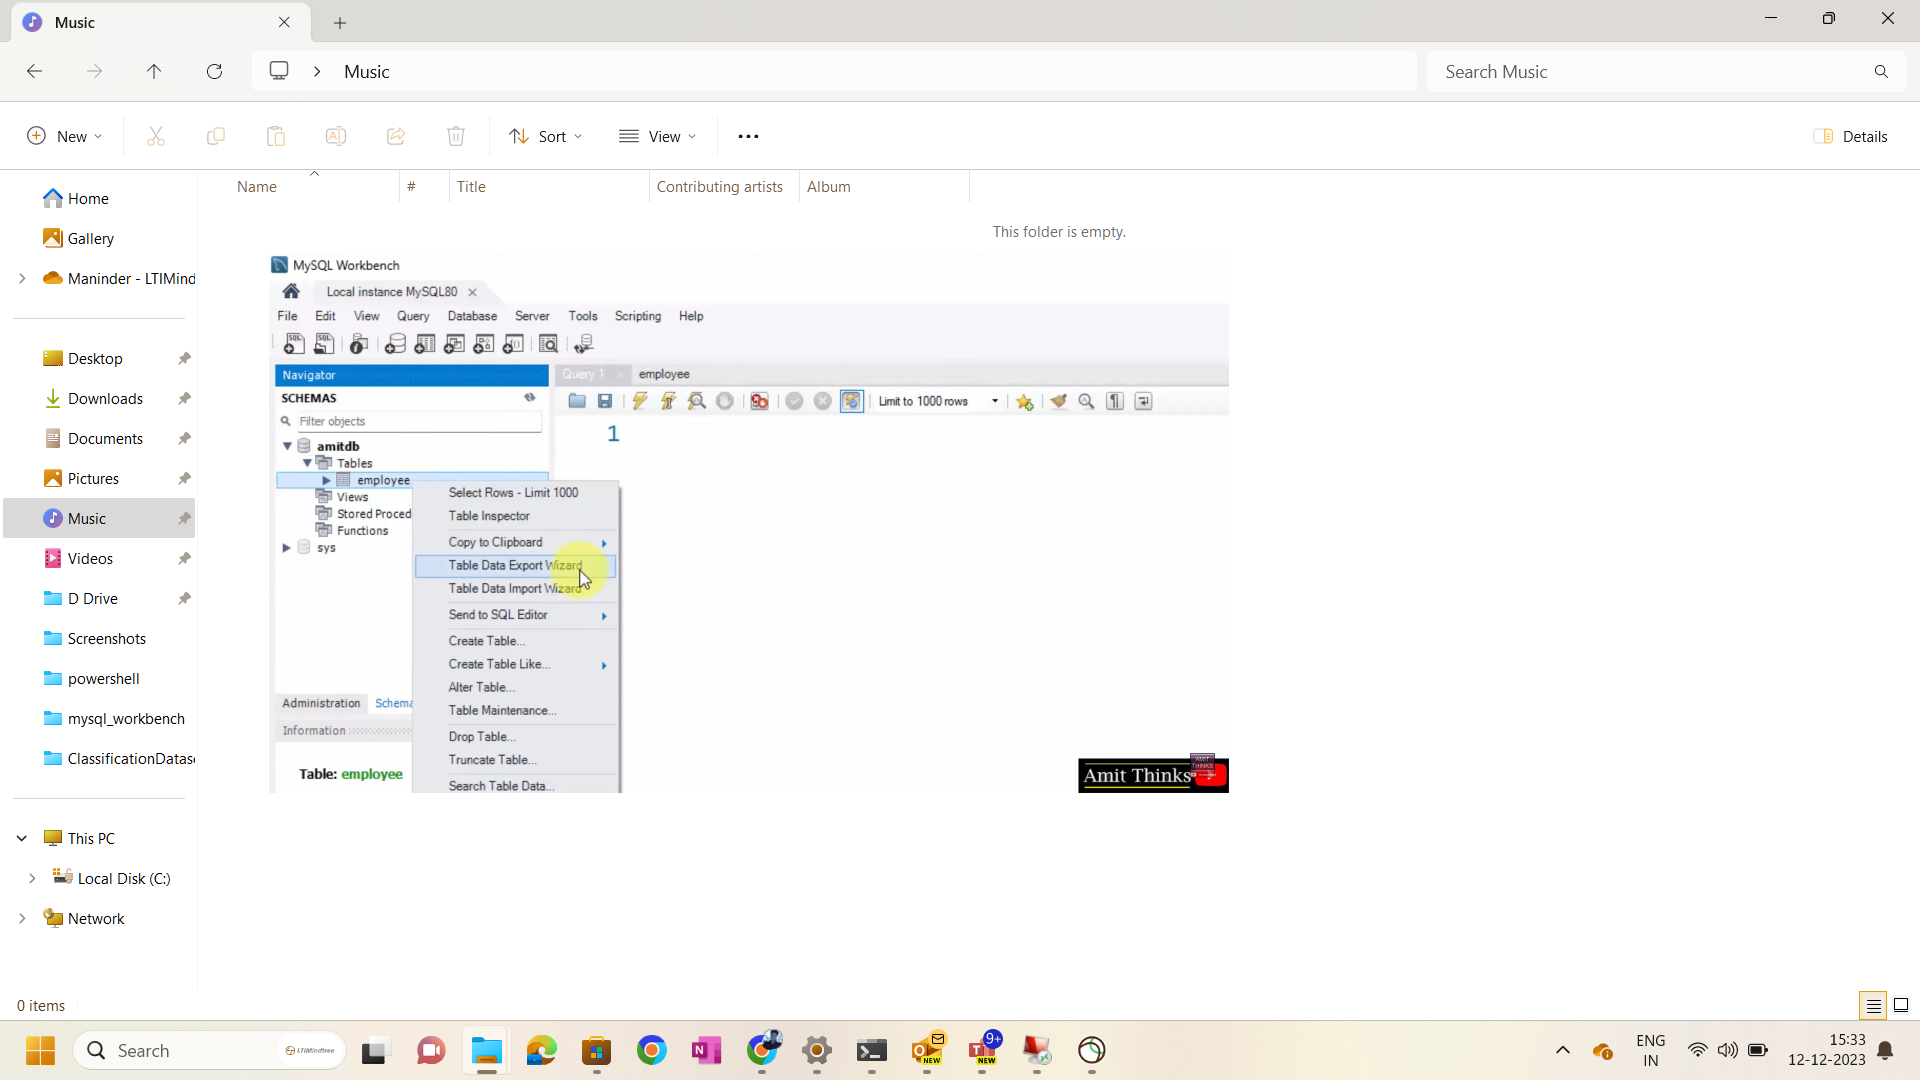 Music
Music
Search Music
New
Sort
View
Details
Home
Gallery
Maninder - LTIMind
Desktop
Downloads
Documents
Pictures
Music
Videos
D Drive
Screenshots
powershell
mysql_workbench
ClassificationDatas
This PC
Local Disk (C:)
Network
Name # Title Contributing artists Album
This folder is empty.
MySQL Workbench
Local instance MySQL80
File Edit View Query Database Server Tools Scripting Help
Navigator
SCHEMAS
Filter objects
amitdb
Tables
employee
Views
Stored Proced
Functions
sys
Administration Schema
Information
Table: employee
Query 1 employee
Limit to 1000 rows
1
Select Rows - Limit 1000
Table Inspector
Copy to Clipboard
Table Data Export Wizard
Table Data Import Wizard
Send to SQL Editor
Create Table...
Create Table Like...
Alter Table...
Table Maintenance...
Drop Table...
Truncate Table...
Search Table Data...
Amit Thinks
AMIT
THINKS
0 items
Search
LTIMindtree
NEW
9+
NEW
ENG
IN
15:33
12-12-2023